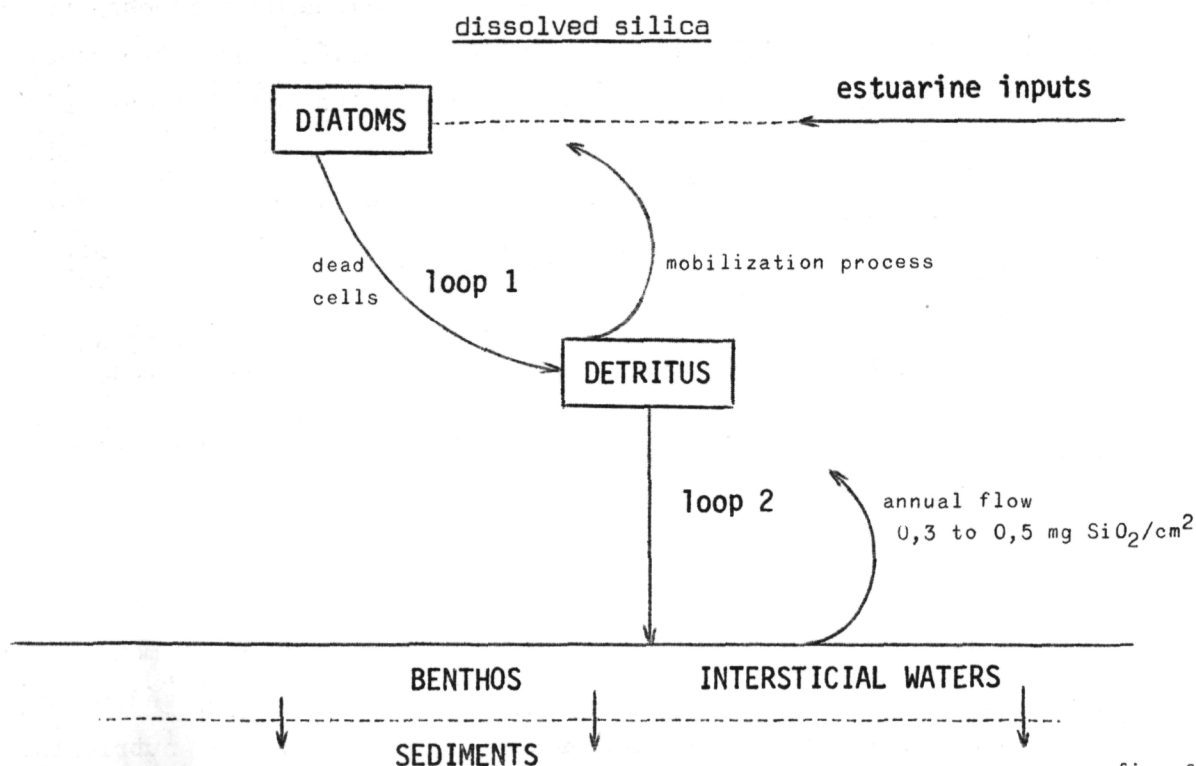 dissolved silica
estuarine inputs
DIATOMS
dead
cells
loop 1
mobilization process
DETRITUS
loop 2
annual flow
0,3 to 0,5 mg SiO2/cm2
BENTHOS
INTERSTICIAL WATERS
SEDIMENTS